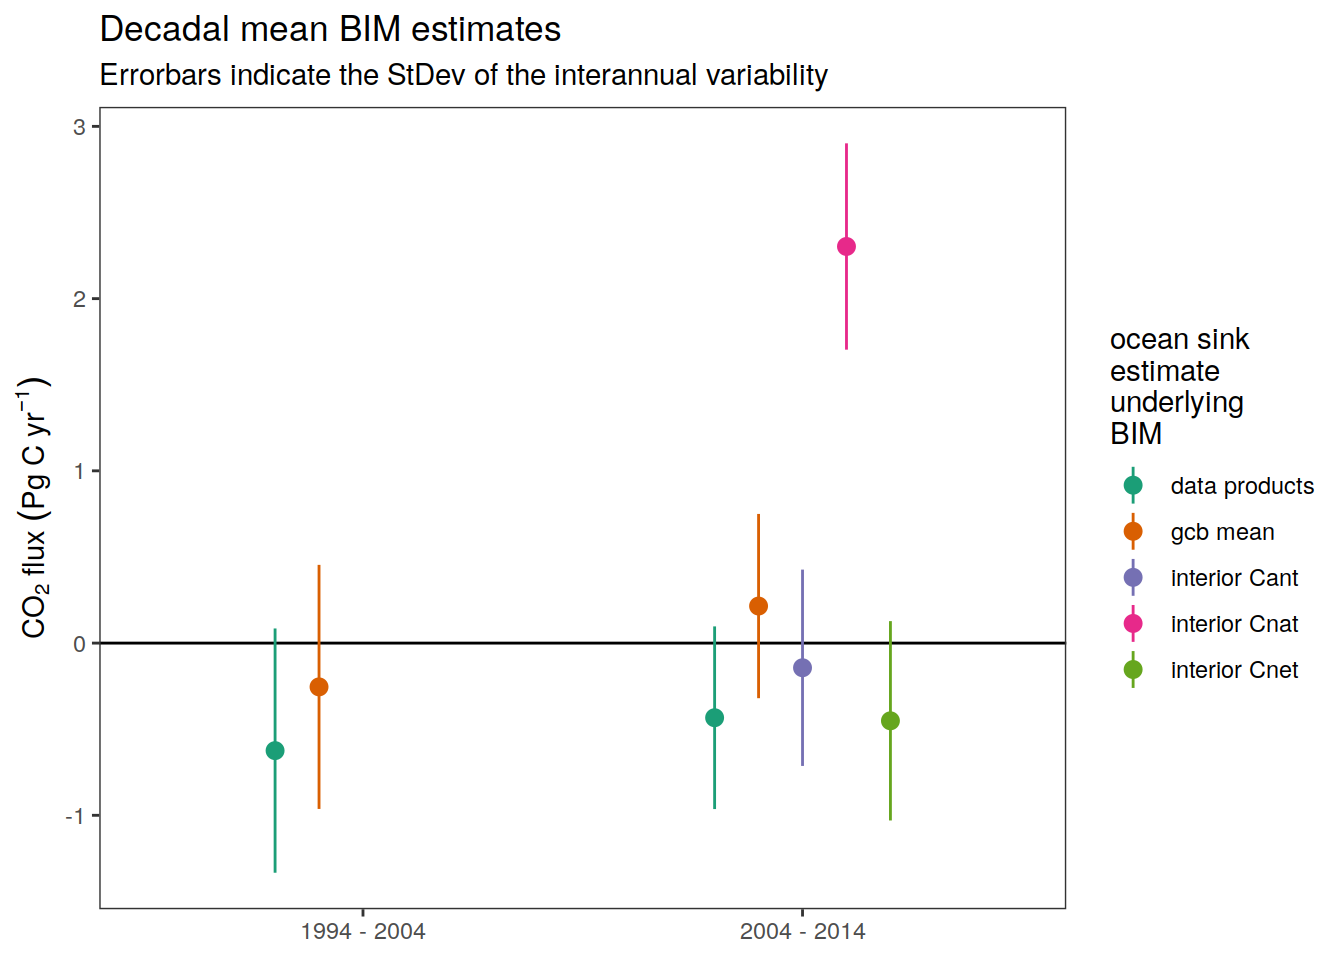 Decadal mean BIM estimates
Errorbars indicate the StDev of the interannual variability
3
2
1
0
-1
CO₂ flux (Pg C yr⁻¹)
1994 - 2004
2004 - 2014
ocean sink
estimate
underlying
BIM
data products
gcb mean
interior Cant
interior Cnat
interior Cnet